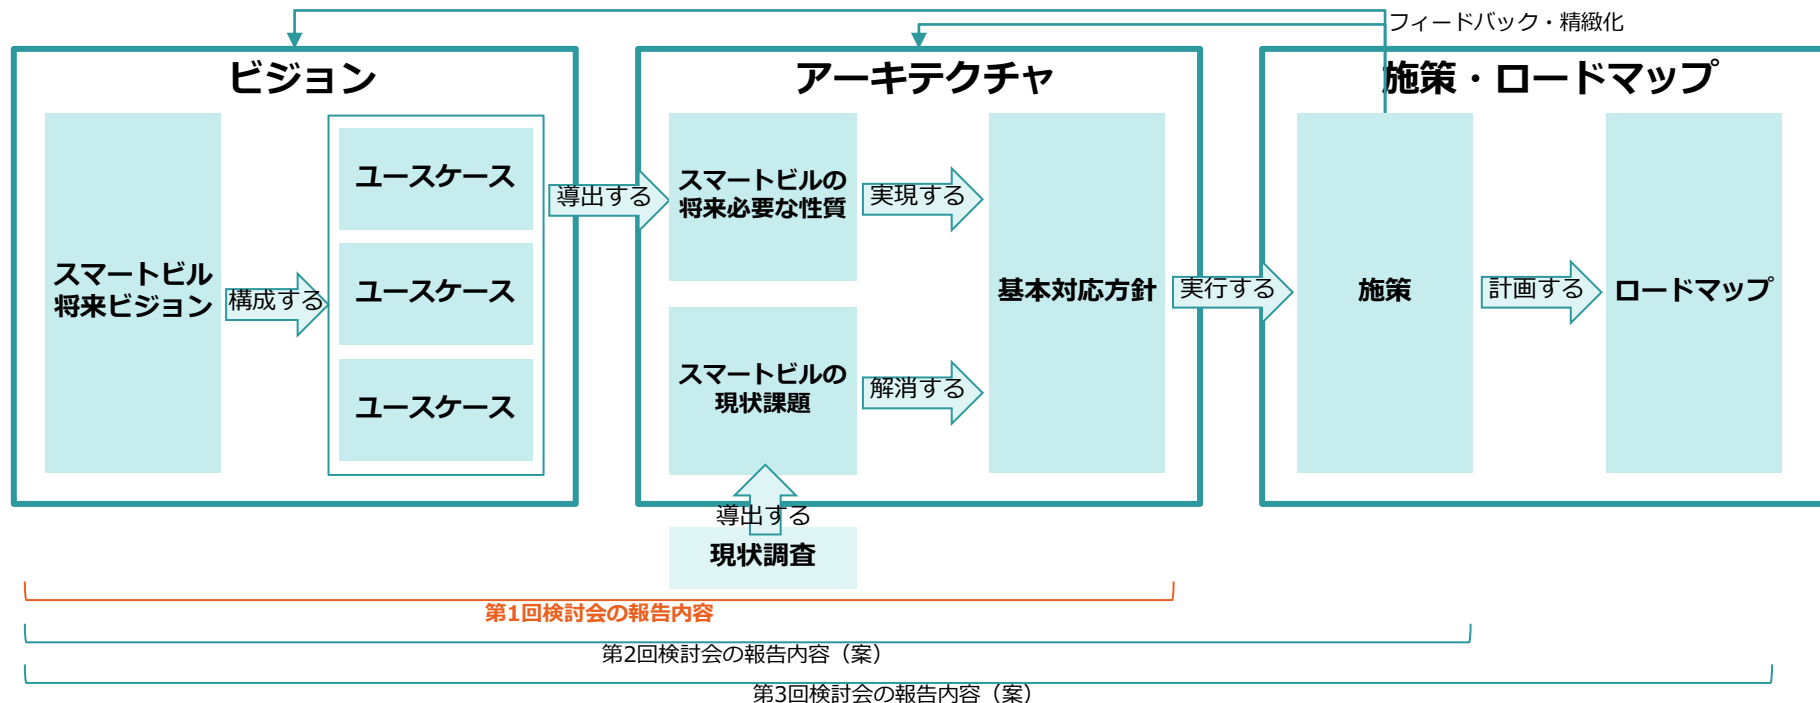 フィードバック・精緻化
ビジョン
スマートビル
将来ビジョン
構成する
ユースケース
ユースケース
ユースケース
導出する
アーキテクチャ
スマートビルの
将来必要な性質
実現する
スマートビルの
現状課題
解消する
基本対応方針
導出する
現状調査
実行する
施策・ロードマップ
施策
計画する
ロードマップ
第1回検討会の報告内容
第2回検討会の報告内容（案）
第3回検討会の報告内容（案）